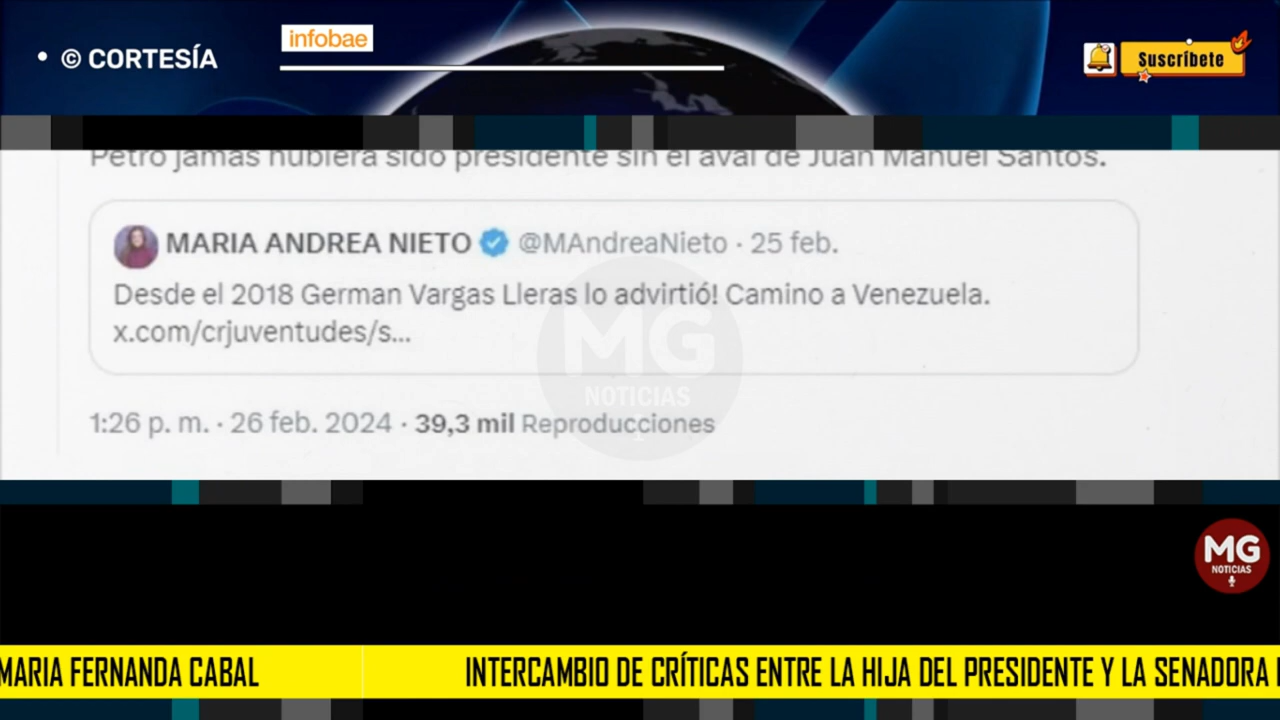 © CORTESÍA
infobae
Suscríbete
Petro jamás hubiera sido presidente sin el aval de Juan Manuel Santos.
MARIA ANDREA NIETO @MAndreaNieto · 25 feb.
Desde el 2018 German Vargas Lleras lo advirtió! Camino a Venezuela.
x.com/crjuventudes/s...
MG
NOTICIAS
1:26 p. m. · 26 feb. 2024 · 39,3 mil Reproducciones
MG
NOTICIAS
MARIA FERNANDA CABAL
INTERCAMBIO DE CRÍTICAS ENTRE LA HIJA DEL PRESIDENTE Y LA SENADORA